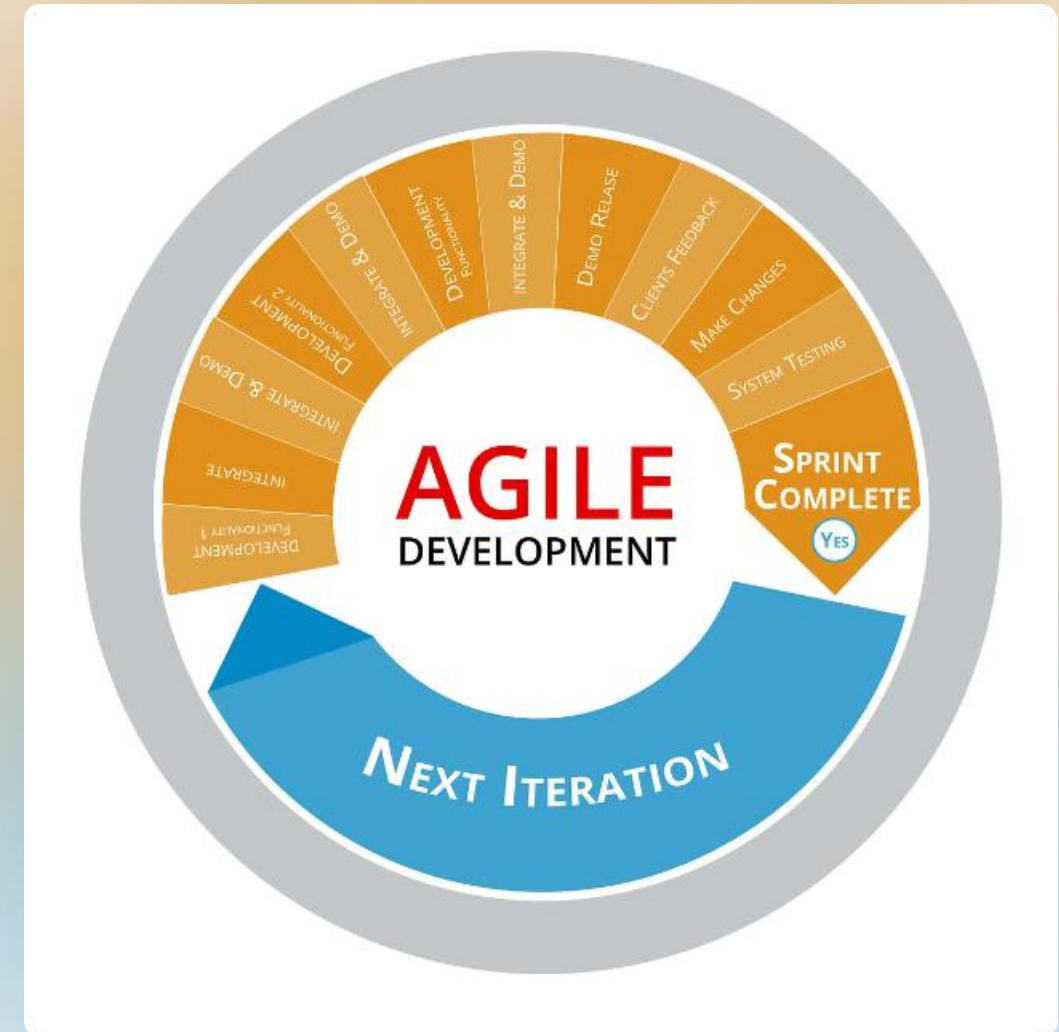 DEVELOPMENT
FUNCTIONALITY 1
INTEGRATE
INTEGRATE & DEMO
DEVELOPMENT
FUNCTIONALITY 2
INTEGRATE & DEMO
DEVELOPMENT
FUNCTIONALITY
INTEGRATE & DEMO
DEMO RELASE
CLIENTS FEEDBACK
MAKE CHANGES
SYSTEM TESTING
SPRINT
COMPLETE
YES
AGILE
DEVELOPMENT
NEXT ITERATION